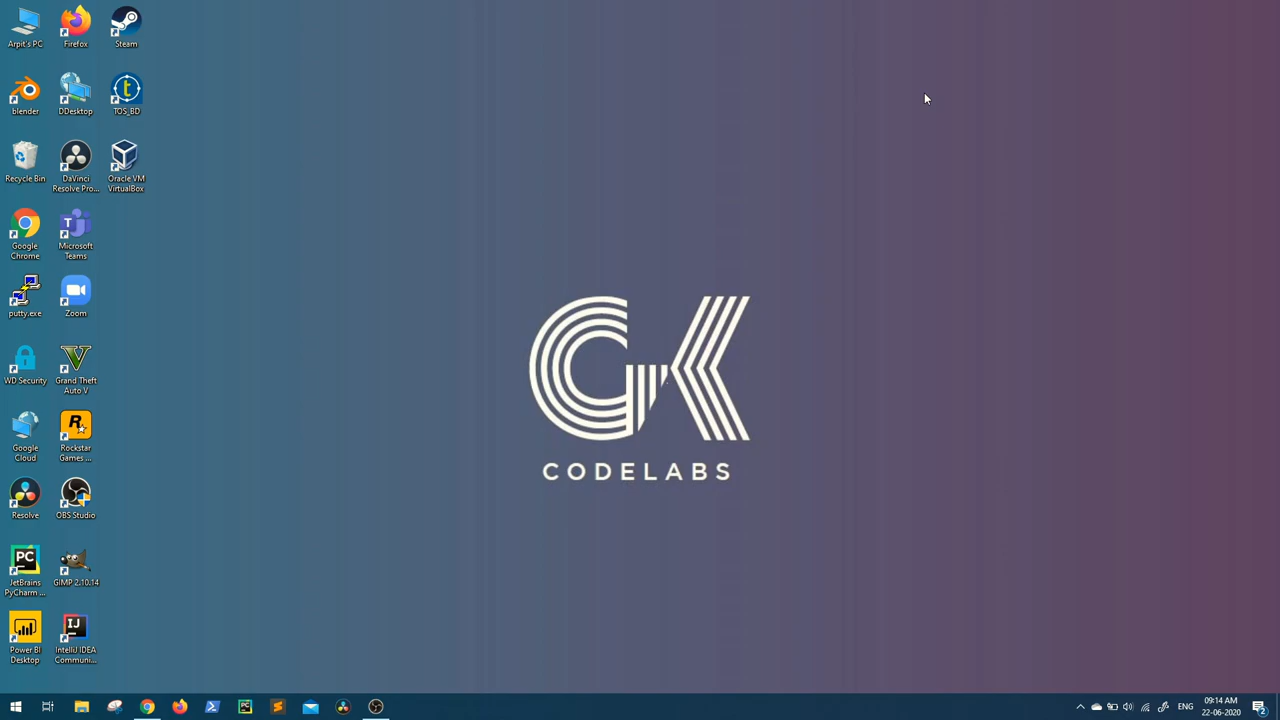 Arpit's PC
Firefox
Steam
blender
DDesktop
TOS_BD
Recycle Bin
DaVinci
Resolve Pro...
Oracle VM
VirtualBox
Google
Chrome
Microsoft
Teams
putty.exe
Zoom
WD Security
Grand Theft
Auto V
Google
Cloud
Rockstar
Games ...
Resolve
OBS Studio
JetBrains
PyCharm ...
GIMP 2.10.14
Power BI
Desktop
IntelliJ IDEA
Communi...
GK
CODELABS
ENG
09:14 AM
22-06-2020
2